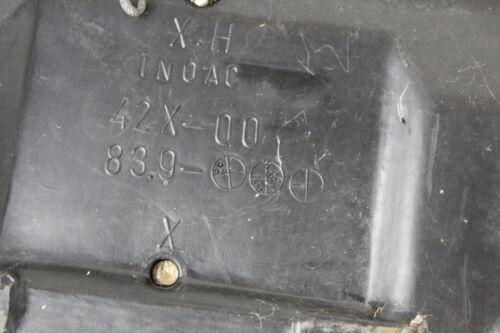 X-H
INOAC
42X-00
83.9-
X